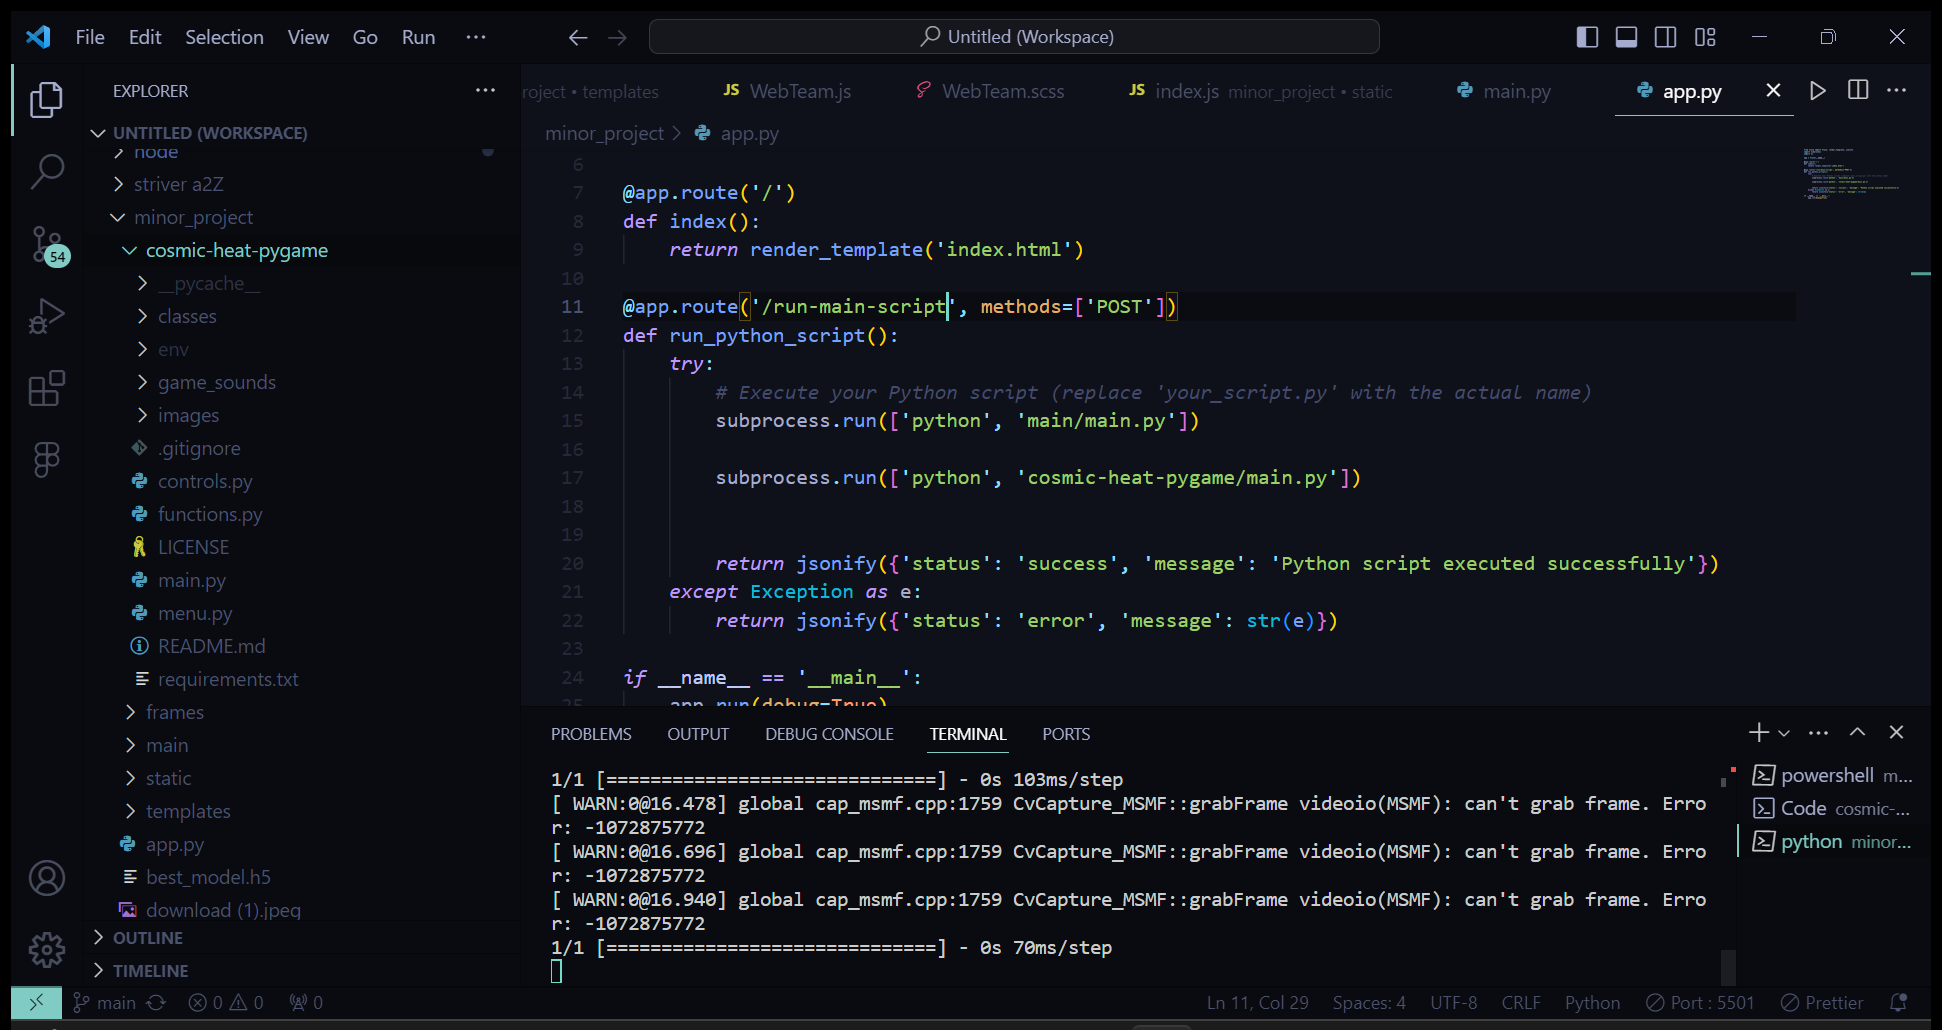 File Edit Selection View Go Run ···
Untitled (Workspace)
EXPLORER ···
roject • templates JS WebTeam.js WebTeam.scss JS index.js minor_project • static main.py app.py ···
UNTITLED (WORKSPACE)
minor_project > app.py
node
striver a2Z
minor_project
cosmic-heat-pygame
__pycache__
classes
env
game_sounds
images
.gitignore
controls.py
functions.py
LICENSE
main.py
menu.py
README.md
requirements.txt
frames
main
static
templates
app.py
best_model.h5
download (1).jpeg
OUTLINE
TIMELINE
54
6
7 @app.route('/')
8 def index():
9 return render_template('index.html')
10
11 @app.route('/run-main-script', methods=['POST'])
12 def run_python_script():
13 try:
14 # Execute your Python script (replace 'your_script.py' with the actual name)
15 subprocess.run(['python', 'main/main.py'])
16
17 subprocess.run(['python', 'cosmic-heat-pygame/main.py'])
18
19
20 return jsonify({'status': 'success', 'message': 'Python script executed successfully'})
21 except Exception as e:
22 return jsonify({'status': 'error', 'message': str(e)})
23
24 if __name__ == '__main__':
25 app.run(debug=True)
PROBLEMS OUTPUT DEBUG CONSOLE TERMINAL PORTS
1/1 [==============================] - 0s 103ms/step
[ WARN:0@16.478] global cap_msmf.cpp:1759 CvCapture_MSMF::grabFrame videoio(MSMF): can't grab frame. Erro
r: -1072875772
[ WARN:0@16.696] global cap_msmf.cpp:1759 CvCapture_MSMF::grabFrame videoio(MSMF): can't grab frame. Erro
r: -1072875772
[ WARN:0@16.940] global cap_msmf.cpp:1759 CvCapture_MSMF::grabFrame videoio(MSMF): can't grab frame. Erro
r: -1072875772
1/1 [==============================] - 0s 70ms/step
powershell m...
Code cosmic-...
python minor...
main 0 0 0
Ln 11, Col 29 Spaces: 4 UTF-8 CRLF Python Port : 5501 Prettier